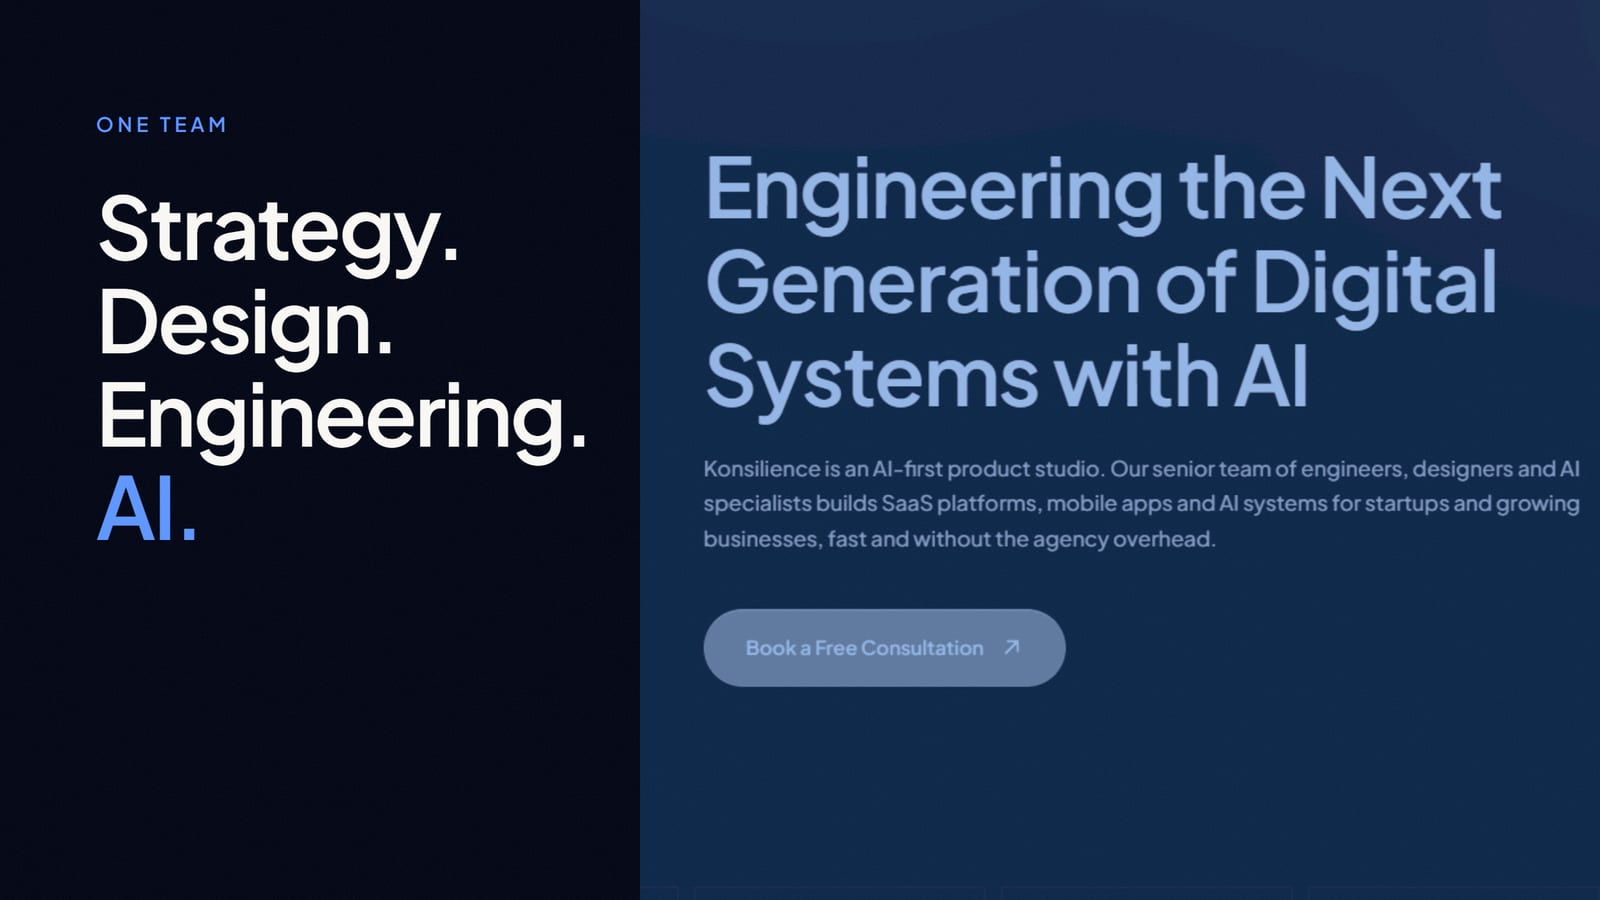 ONE TEAM
Strategy.
Design.
Engineering.
AI.
Engineering the Next
Generation of Digital
Systems with AI
Konsilience is an AI-first product studio. Our senior team of engineers, designers and AI
specialists builds SaaS platforms, mobile apps and AI systems for startups and growing
businesses, fast and without the agency overhead.
Book a Free Consultation